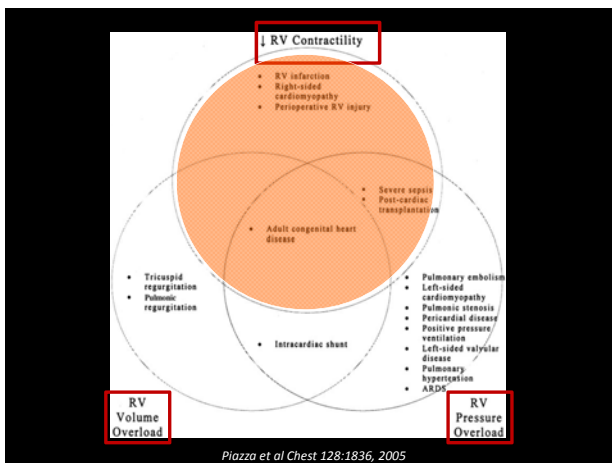 ↓ RV Contractility
• RV infarction
• Right-sided
cardiomyopathy
• Perioperative RV injury
• Severe sepsis
• Post-cardiac
transplantation
• Adult congenital heart
disease
• Tricuspid
regurgitation
• Pulmonic
regurgitation
• Pulmonary embolism
• Left-sided
cardiomyopathy
• Pulmonic stenosis
• Pericardial disease
• Positive pressure
ventilation
• Left-sided valvular
disease
• Pulmonary
hypertension
• ARDS
• Intracardiac shunt
RV
Volume
Overload
RV
Pressure
Overload
Piazza et al Chest 128:1836, 2005